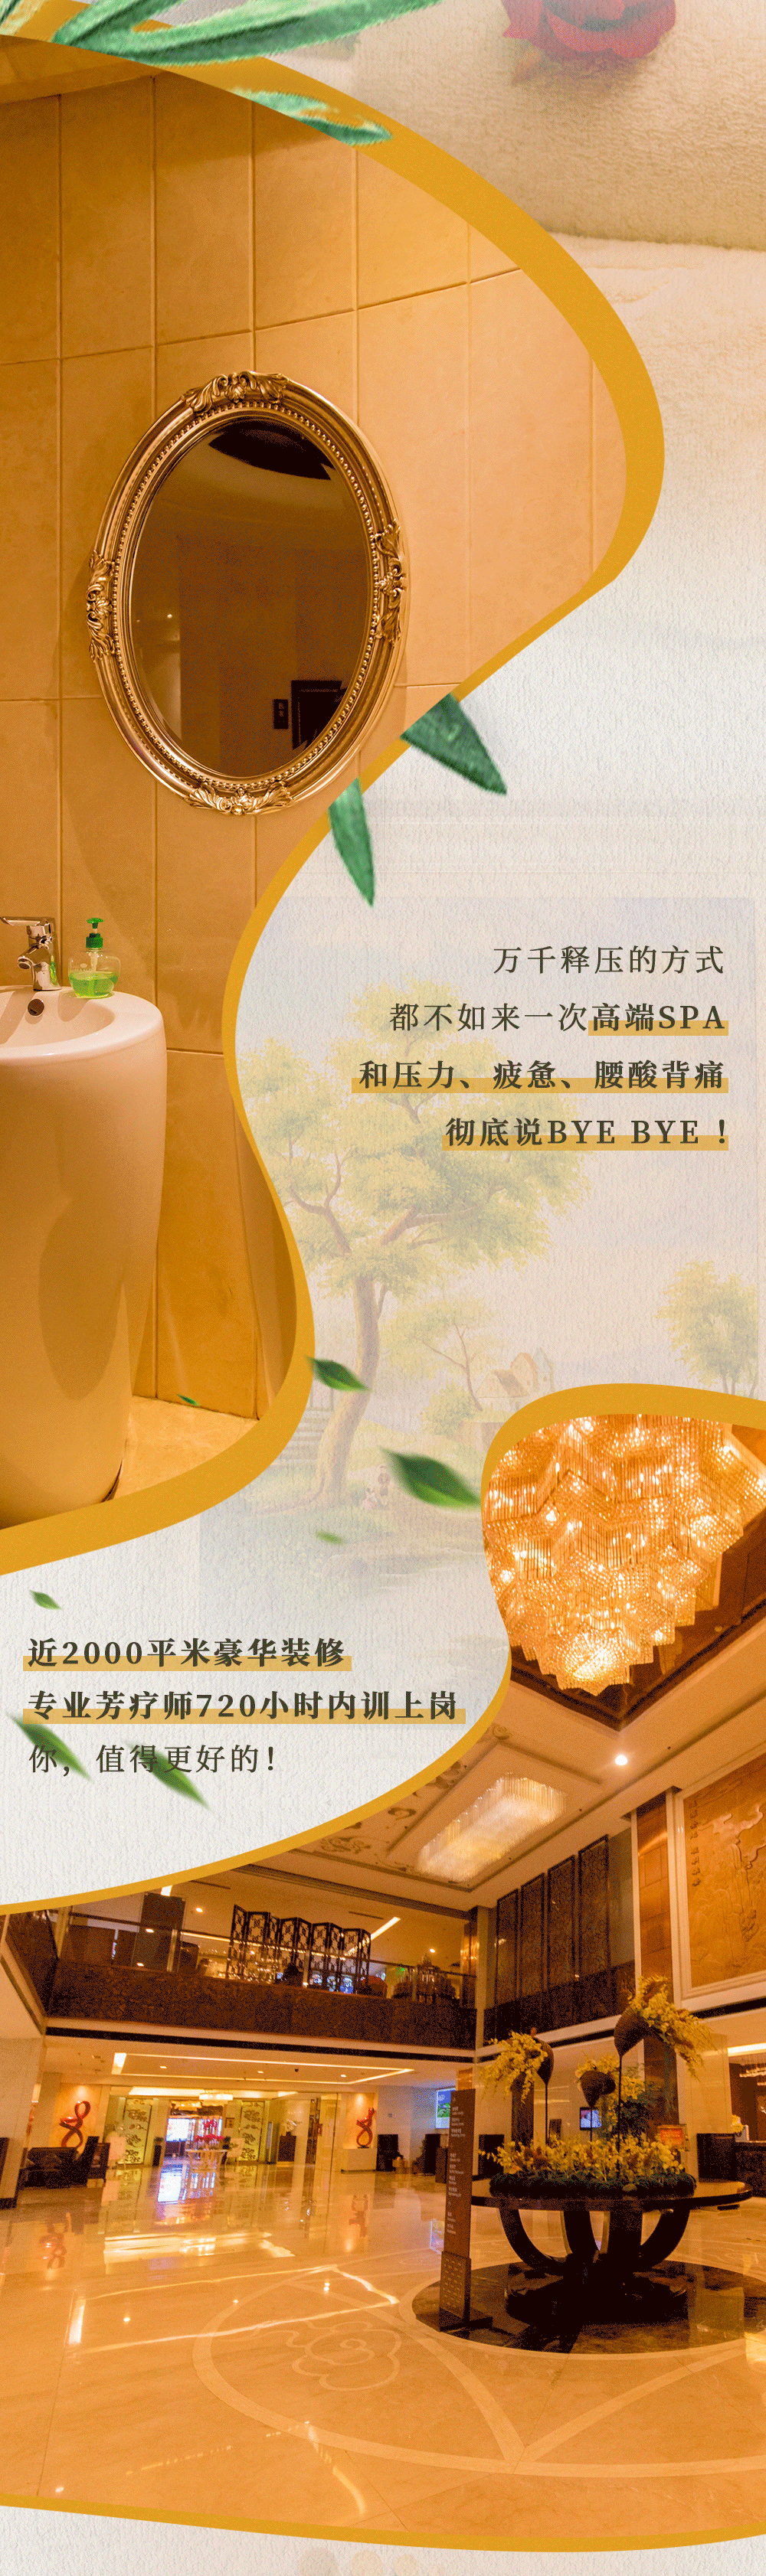 万千释压的方式
都不如来一次高端SPA
和压力、疲惫、腰酸背痛
彻底说BYE BYE！
近2000平米豪华装修
专业芳疗师720小时内训上岗
你，值得更好的！